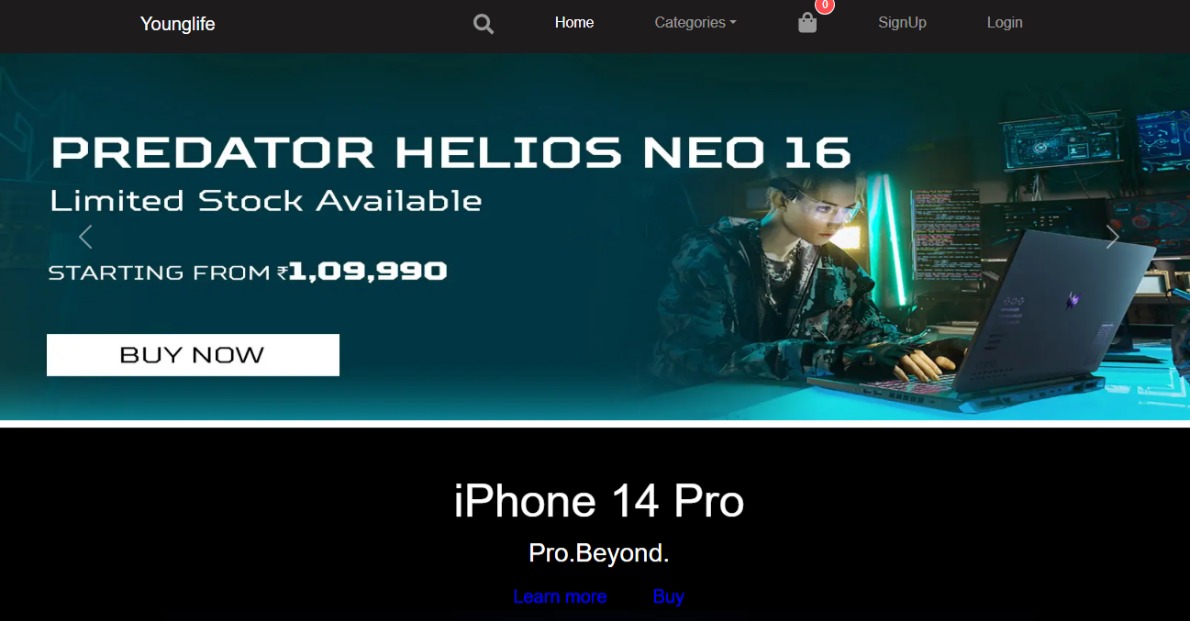 Younglife
Home
Categories
0
SignUp
Login
PREDATOR HELIOS NEO 16
Limited Stock Available
STARTING FROM ₹1,09,990
BUY NOW
iPhone 14 Pro
Pro.Beyond.
Learn more Buy